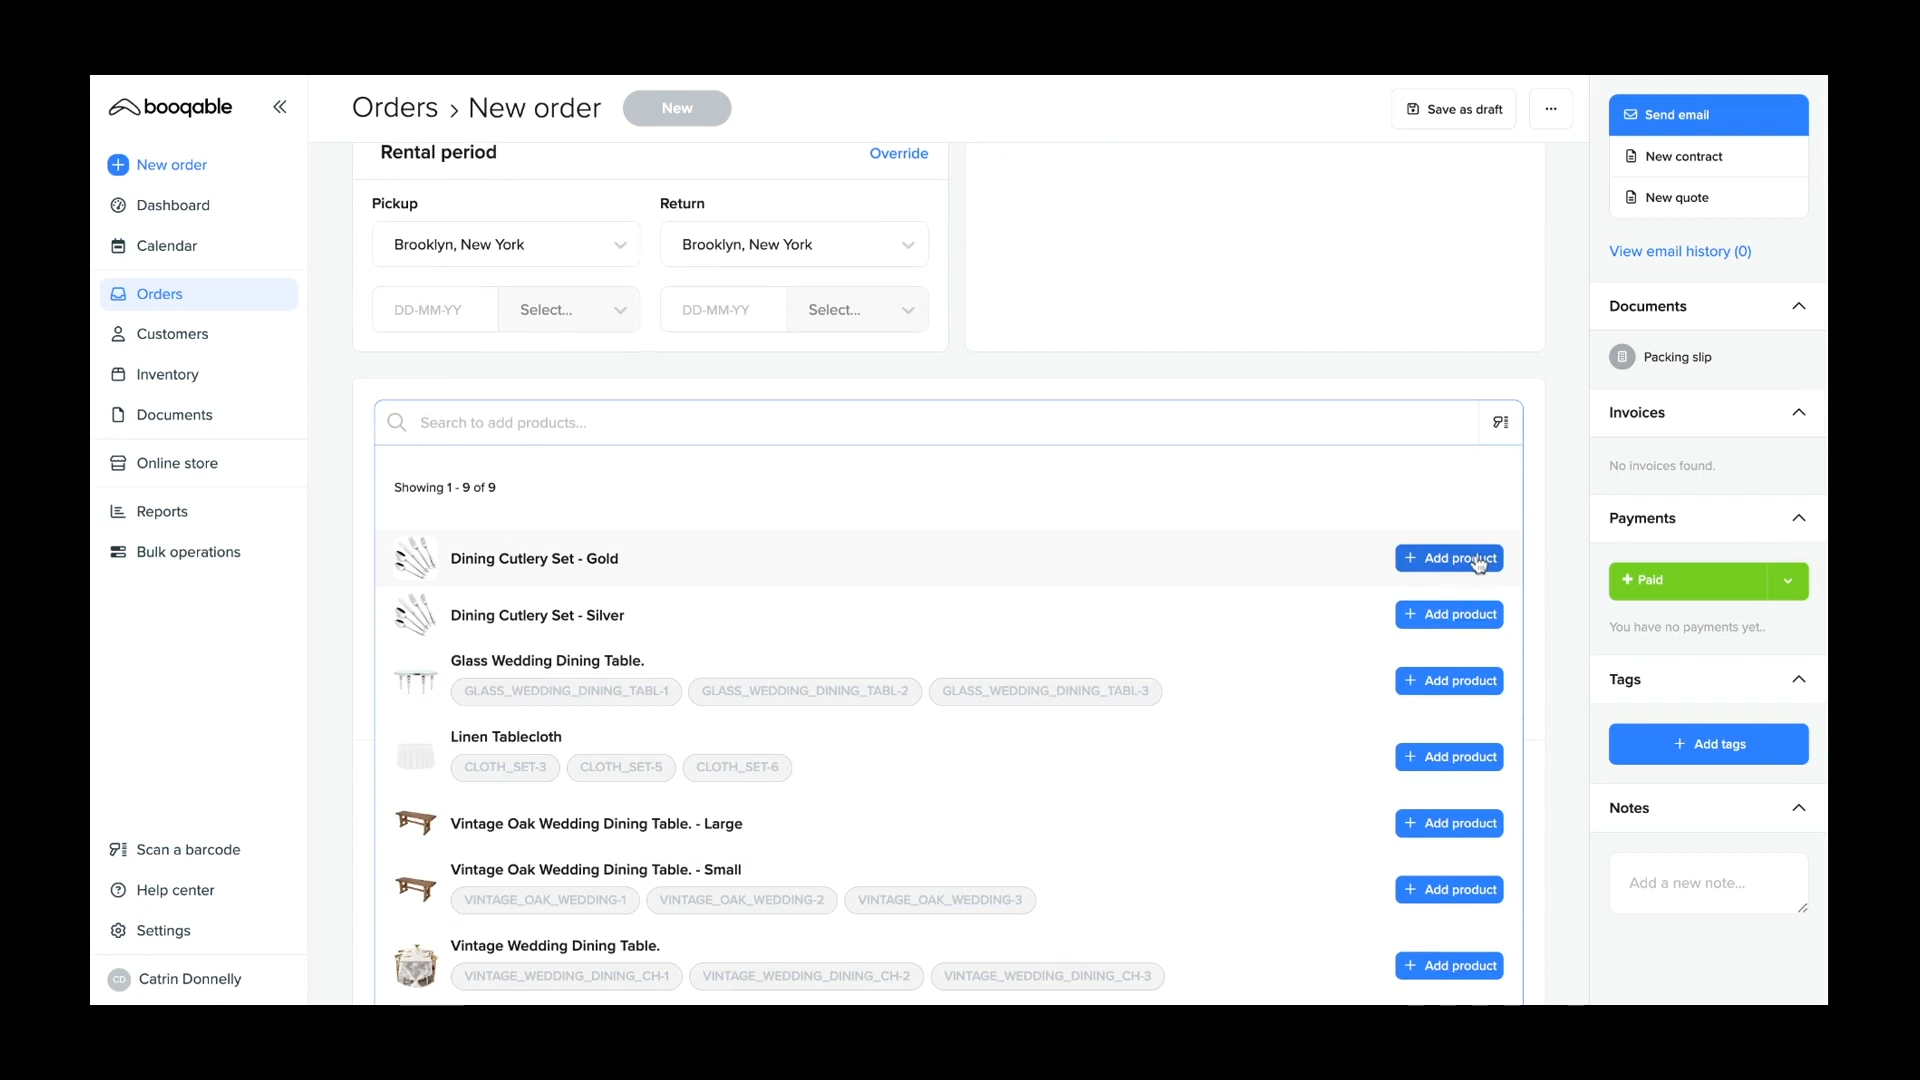 booqable
New order
Dashboard
Calendar
Orders
Customers
Inventory
Documents
Online store
Reports
Bulk operations
Scan a barcode
Help center
Settings
CD Catrin Donnelly
Orders › New order New
Save as draft
Rental period Override
Pickup Return
Brooklyn, New York Brooklyn, New York
DD-MM-YY Select... DD-MM-YY Select...
Search to add products...
Showing 1 - 9 of 9
Dining Cutlery Set - Gold + Add product
Dining Cutlery Set - Silver + Add product
Glass Wedding Dining Table.
GLASS_WEDDING_DINING_TABL-1 GLASS_WEDDING_DINING_TABL-2 GLASS_WEDDING_DINING_TABL-3 + Add product
Linen Tablecloth
CLOTH_SET-3 CLOTH_SET-5 CLOTH_SET-6 + Add product
Vintage Oak Wedding Dining Table. - Large + Add product
Vintage Oak Wedding Dining Table. - Small
VINTAGE_OAK_WEDDING-1 VINTAGE_OAK_WEDDING-2 VINTAGE_OAK_WEDDING-3 + Add product
Vintage Wedding Dining Table.
VINTAGE_WEDDING_DINING_CH-1 VINTAGE_WEDDING_DINING_CH-2 VINTAGE_WEDDING_DINING_CH-3 + Add product
Send email
New contract
New quote
View email history (0)
Documents
Packing slip
Invoices
No invoices found.
Payments
+ Paid
You have no payments yet..
Tags
+ Add tags
Notes
Add a new note...